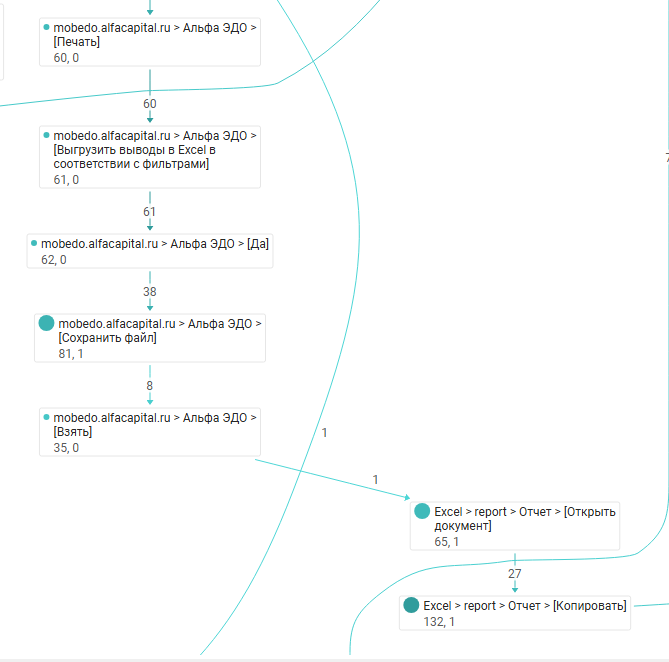 mobedo.alfacapital.ru > Альфа ЭДО >
[Печать]
60, 0
60
mobedo.alfacapital.ru > Альфа ЭДО >
[Выгрузить выводы в Excel в
соответствии с фильтрами]
61, 0
61
mobedo.alfacapital.ru > Альфа ЭДО > [Да]
62, 0
38
mobedo.alfacapital.ru > Альфа ЭДО >
[Сохранить файл]
81, 1
8
mobedo.alfacapital.ru > Альфа ЭДО >
[Взять]
35, 0
1
1
Excel > report > Отчет > [Открыть
документ]
65, 1
27
Excel > report > Отчет > [Копировать]
132, 1